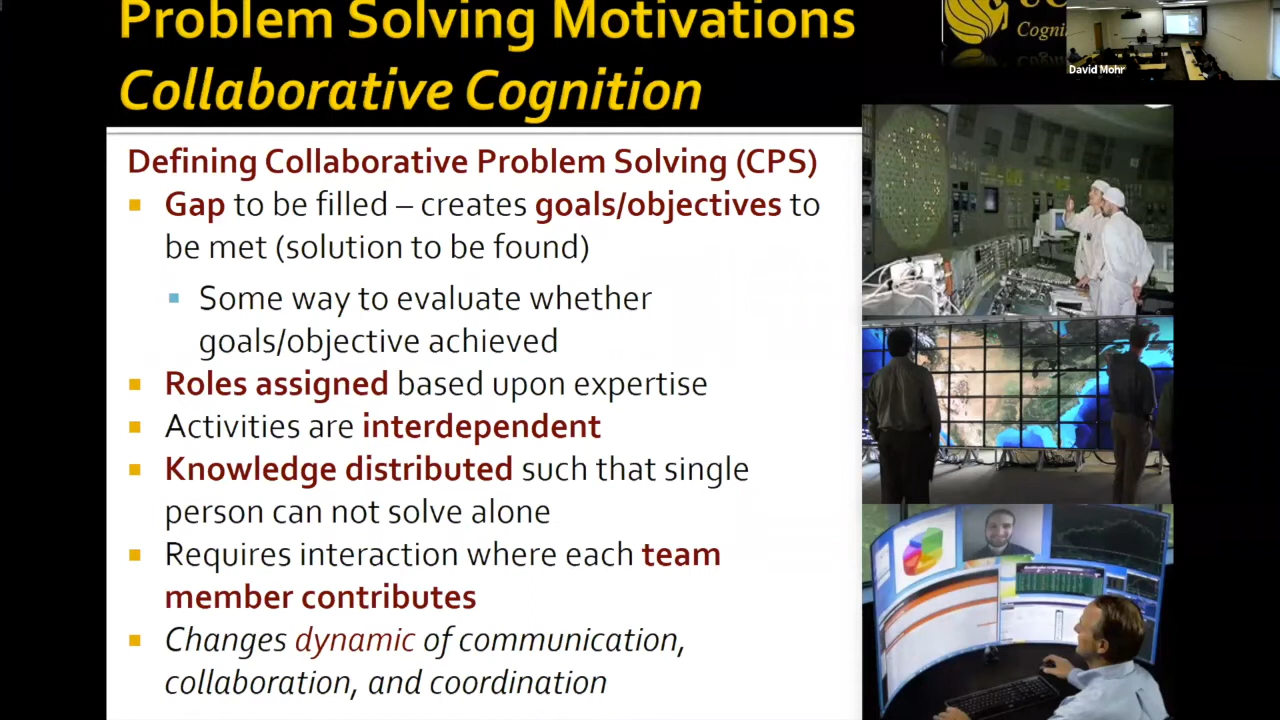 Problem Solving Motivations
Collaborative Cognition
Cogni
David Mohr
Defining Collaborative Problem Solving (CPS)
Gap to be filled – creates goals/objectives to
be met (solution to be found)
Some way to evaluate whether
goals/objective achieved
Roles assigned based upon expertise
Activities are interdependent
Knowledge distributed such that single
person can not solve alone
Requires interaction where each team
member contributes
Changes dynamic of communication,
collaboration, and coordination